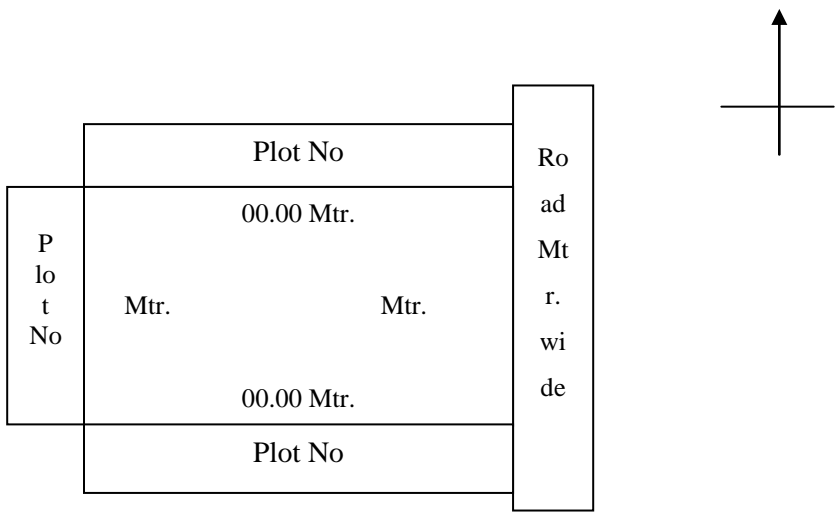 Plot No
00.00 Mtr.
P
lo
t
No
Mtr.
Mtr.
00.00 Mtr.
Plot No
Ro
ad
Mt
r.
wi
de